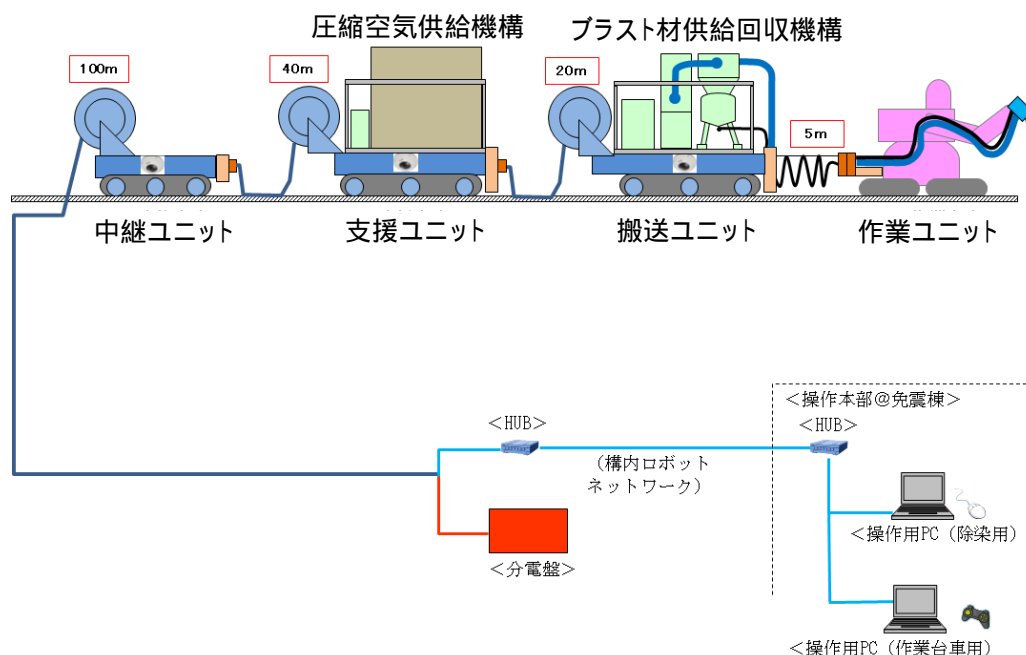 圧縮空気供給機構
ブラスト材供給回収機構
100m
40m
20m
5m
中継ユニット
支援ユニット
搬送ユニット
作業ユニット
＜操作本部＠免震棟＞
＜HUB＞
＜HUB＞
（構内ロボット
ネットワーク）
＜操作用PC（除染用）
＜分電盤＞
＜操作用PC（作業台車用）